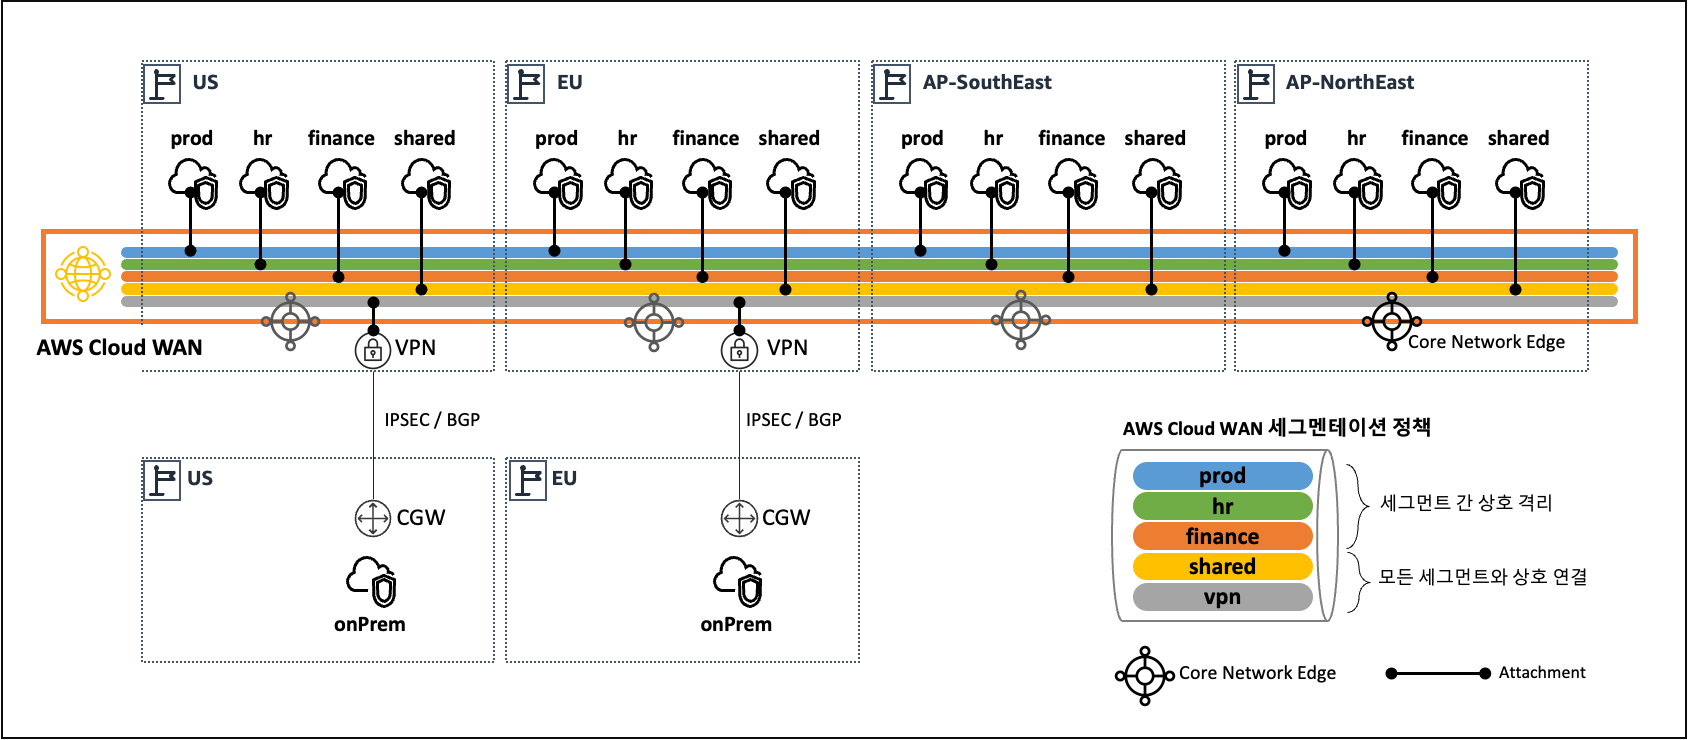 US
EU
AP-SouthEast
AP-NorthEast
prod hr finance shared
prod hr finance shared
prod hr finance shared
prod hr finance shared
AWS Cloud WAN
VPN
VPN
Core Network Edge
IPSEC / BGP
IPSEC / BGP
US
EU
CGW
CGW
onPrem
onPrem
AWS Cloud WAN 세그멘테이션 정책
prod
hr
finance
shared
vpn
세그먼트 간 상호 격리
모든 세그먼트와 상호 연결
Core Network Edge
Attachment